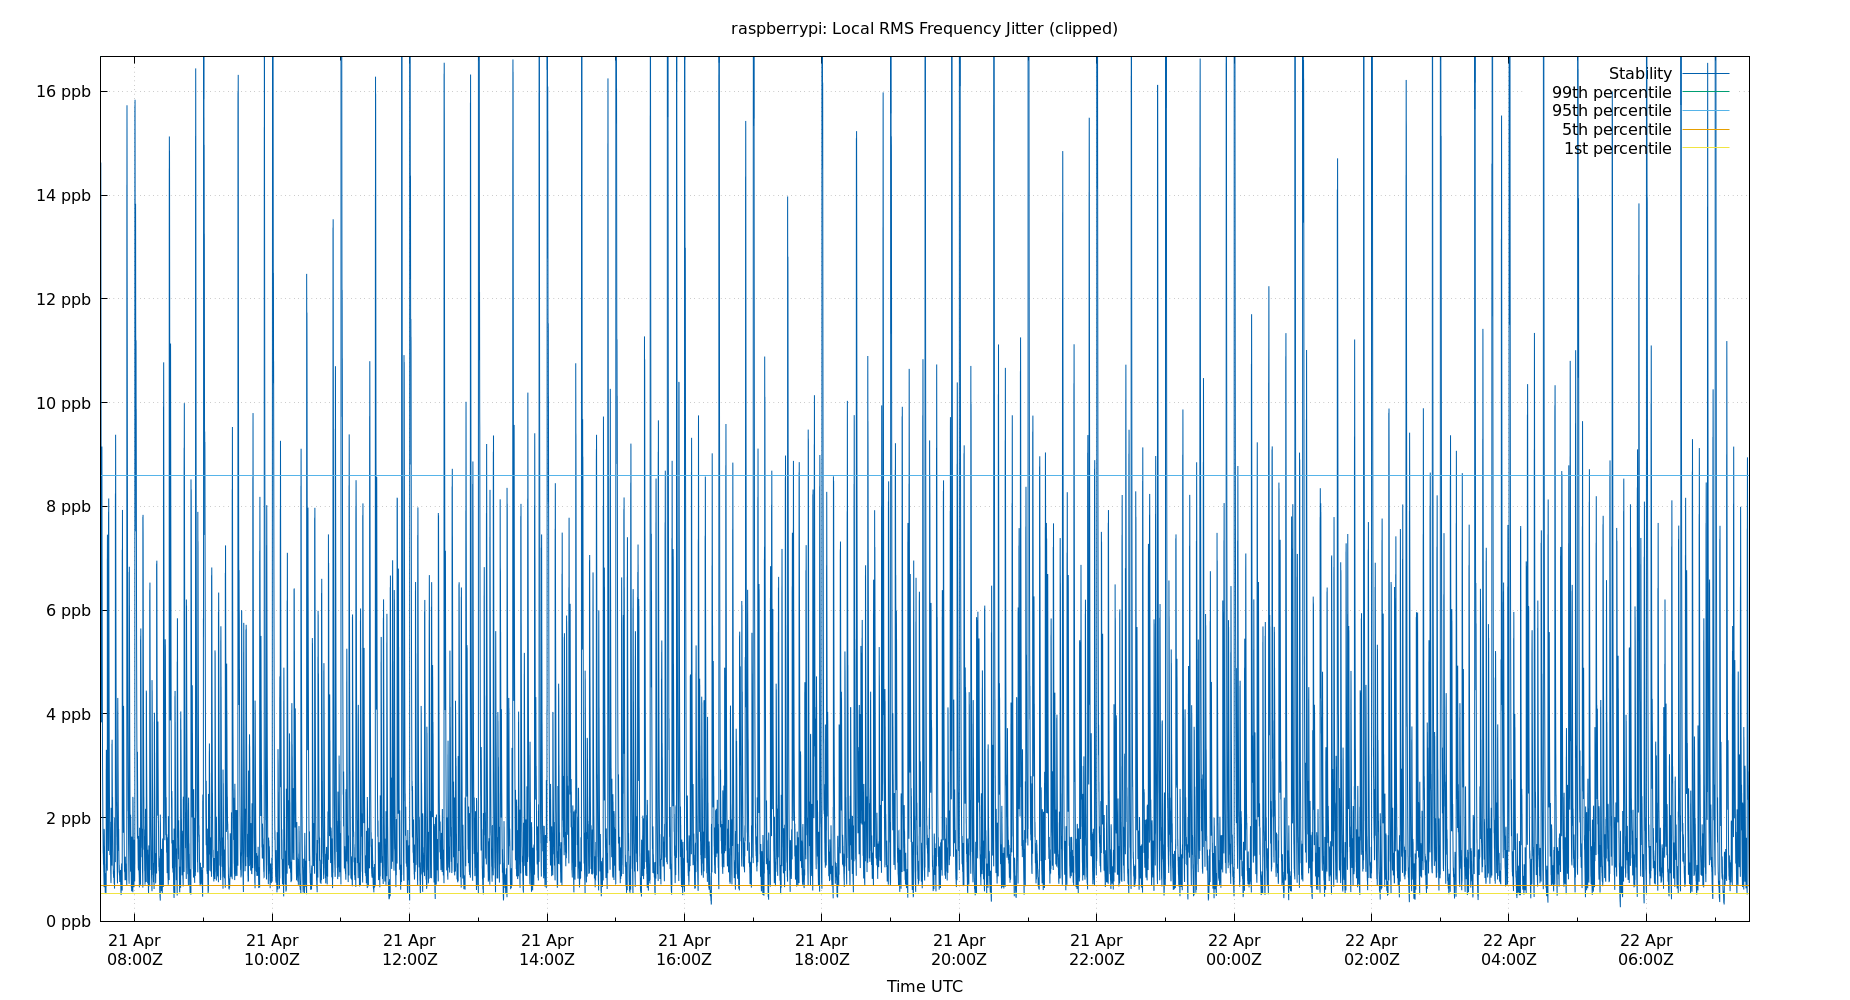 raspberrypi: Local RMS Frequency Jitter (clipped)
Stability
99th percentile
95th percentile
5th percentile
1st percentile
16 ppb
14 ppb
12 ppb
10 ppb
8 ppb
6 ppb
4 ppb
2 ppb
0 ppb
21 Apr 21 Apr 21 Apr 21 Apr 21 Apr 21 Apr 21 Apr 21 Apr 22 Apr 22 Apr 22 Apr 22 Apr
08:00Z 10:00Z 12:00Z 14:00Z 16:00Z 18:00Z 20:00Z 22:00Z 00:00Z 02:00Z 04:00Z 06:00Z
Time UTC